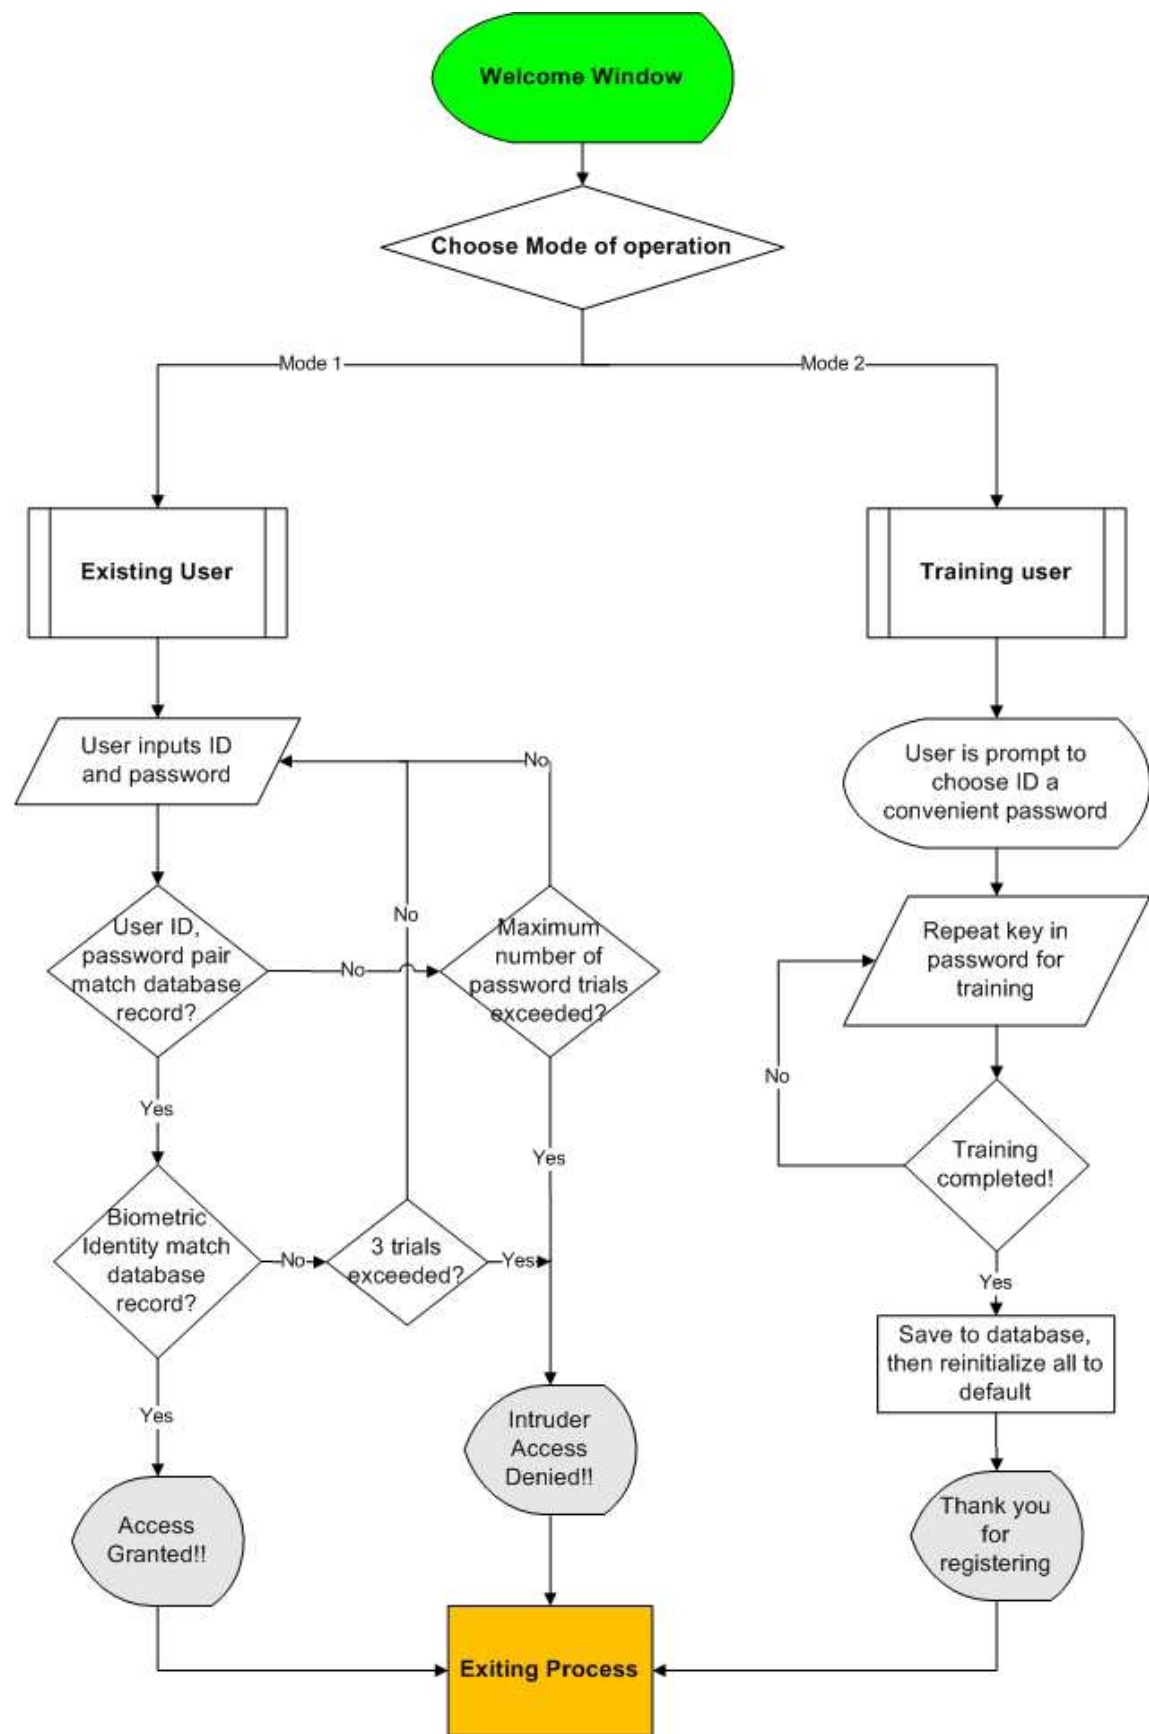 Welcome Window
Choose Mode of operation
Mode 1
Mode 2
Existing User
Training user
User inputs ID
and password
No
User is prompt to
choose ID a
convenient password
User ID,
password pair
match database
record?
No
No
Maximum
number of
password trials
exceeded?
Repeat key in
password for
training
No
Yes
Yes
Training
completed!
Biometric
Identity match
database
record?
No
3 trials
exceeded?
Yes
Yes
Save to database,
then reinitialize all to
default
Yes
Intruder
Access
Denied!!
Access
Granted!!
Thank you
for
registering
Exiting Process